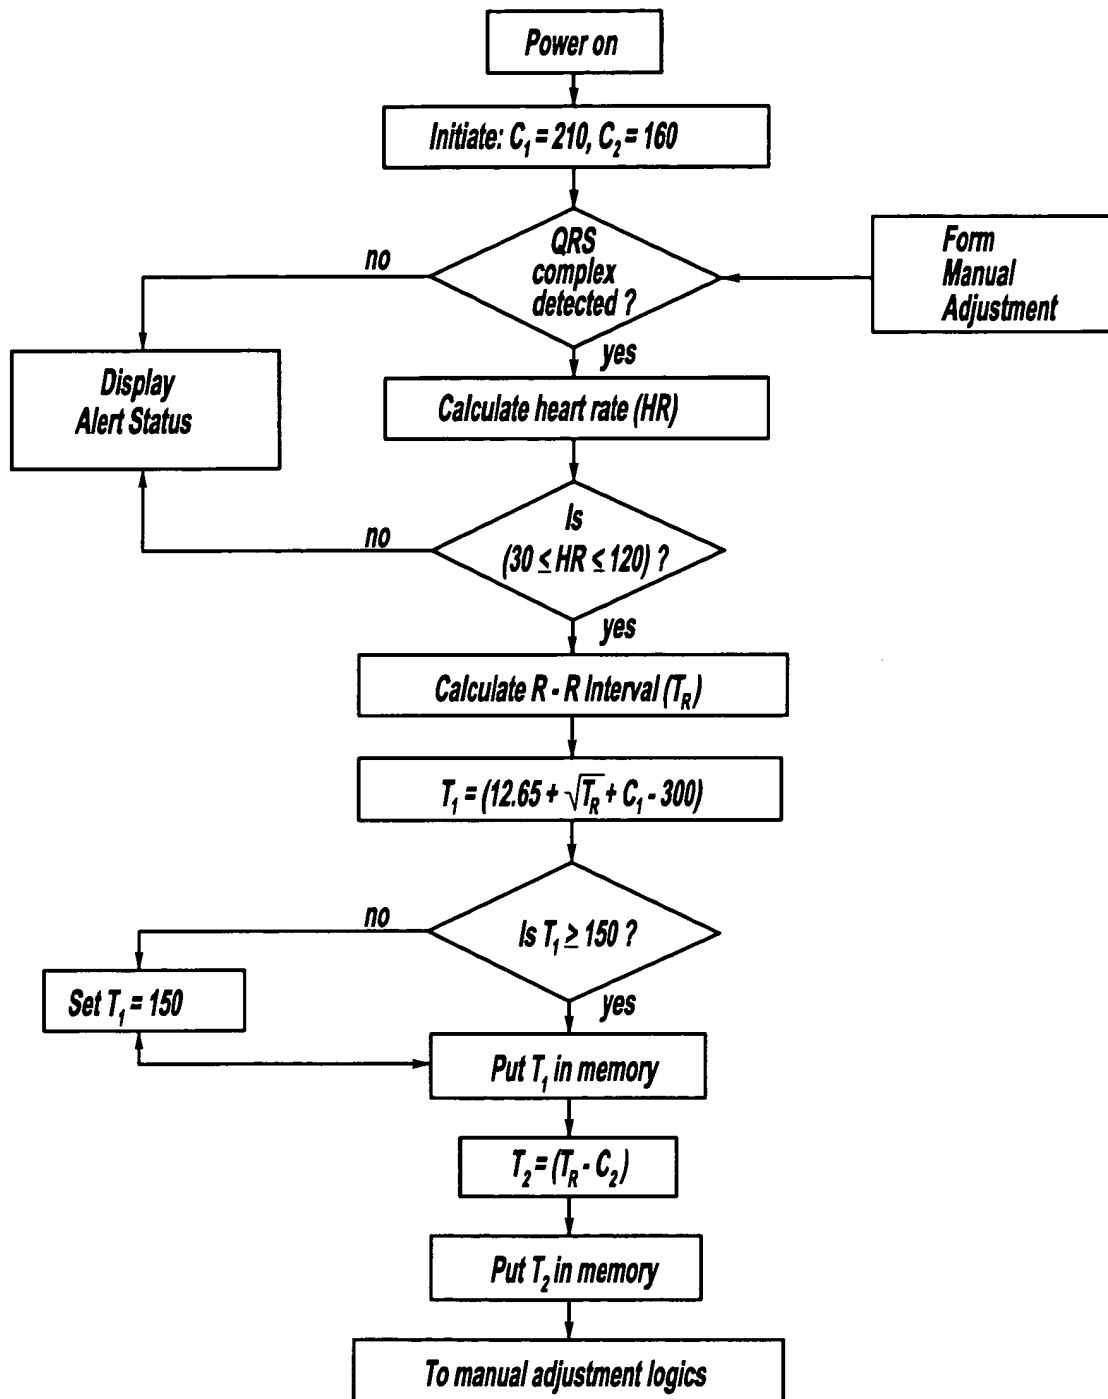 Power on
Initiate: C₁ = 210, C₂ = 160
QRS
complex
detected ?
no
Form
Manual
Adjustment
yes
Display
Alert Status
Calculate heart rate (HR)
Is
(30 ≤ HR ≤ 120) ?
no
yes
Calculate R - R Interval (T_R)
T₁ = (12.65 + √T_R + C₁ - 300)
Is T₁ ≥ 150 ?
no
Set T₁ = 150
yes
Put T₁ in memory
T₂ = (T_R - C₂)
Put T₂ in memory
To manual adjustment logics